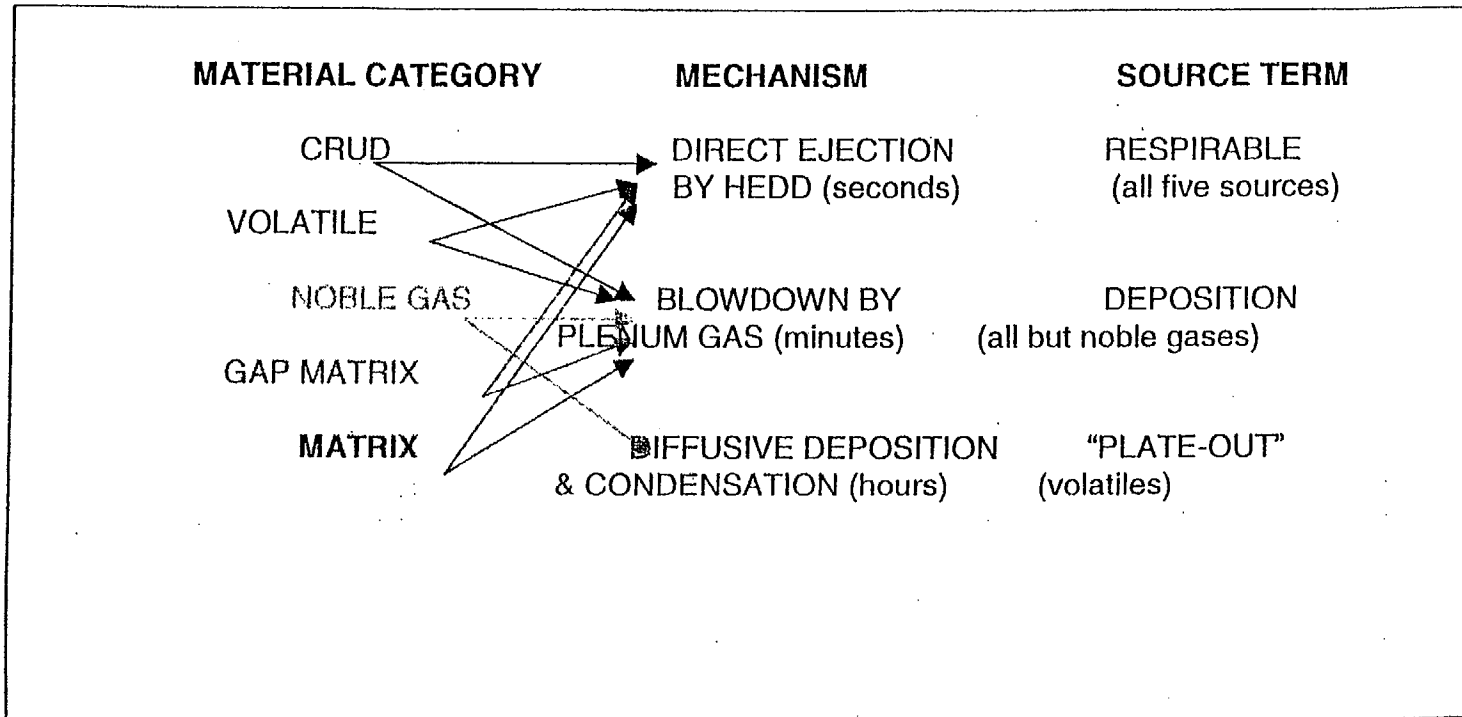 MATERIAL CATEGORY MECHANISM SOURCE TERM
CRUD DIRECT EJECTION RESPIRABLE
BY HEDD (seconds) (all five sources)
VOLATILE
NOBLE GAS BLOWDOWN BY DEPOSITION
PLENUM GAS (minutes) (all but noble gases)
GAP MATRIX
MATRIX DIFFUSIVE DEPOSITION "PLATE-OUT"
& CONDENSATION (hours) (volatiles)